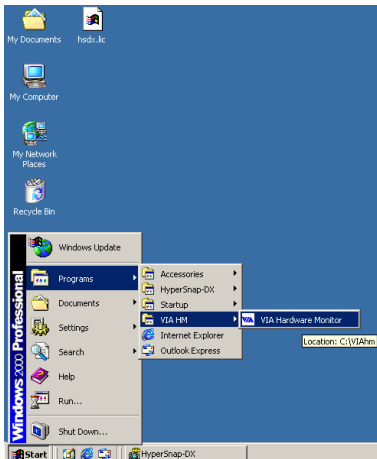 My Documents
hsdx.lic
My Computer
My Network
Places
Recycle Bin
Windows 2000 Professional
Windows Update
Programs
Documents
Settings
Search
Help
Run...
Shut Down...
Accessories
HyperSnap-DX
Startup
VIA HM
Internet Explorer
Outlook Express
VIA Hardware Monitor
Location: C:\VIAhm
Start
HyperSnap-DX